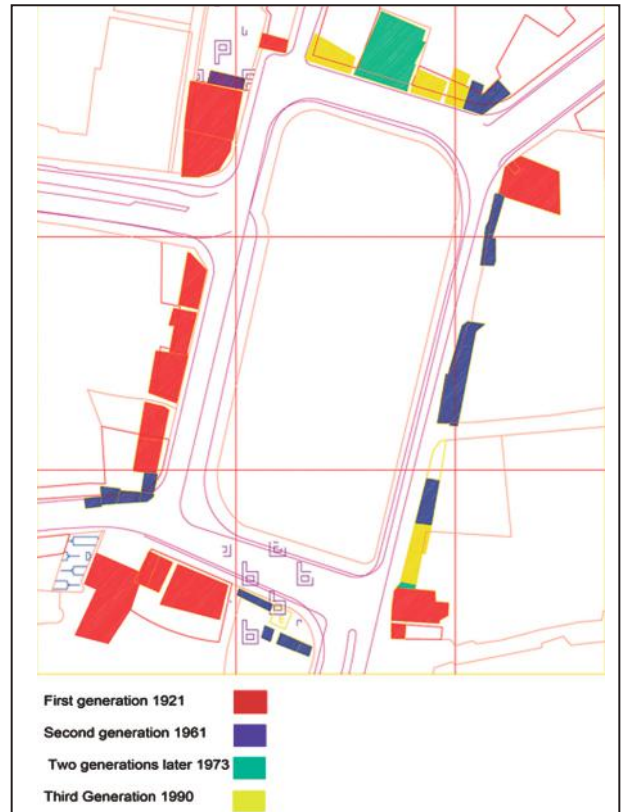 First generation 1921
Second generation 1961
Two generations later 1973
Third Generation 1990